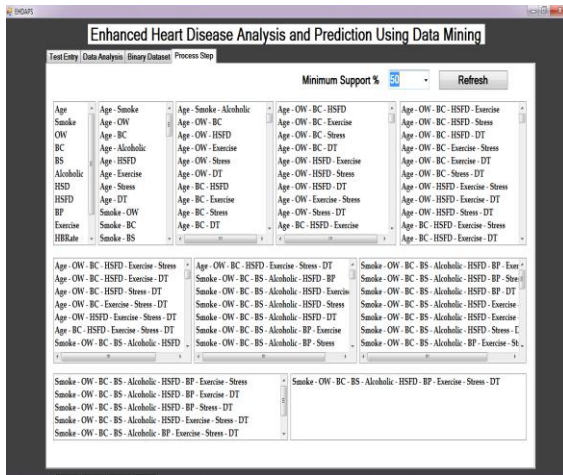 EHDAPS
Enhanced Heart Disease Analysis and Prediction Using Data Mining
Test Entry Data Analysis Binary Dataset Process Step
Minimum Support % 50 Refresh
Age
Smoke
OW
BC
BS
Alcoholic
HSD
HSFD
BP
Exercise
HBRate
Age - Smoke
Age - OW
Age - BC
Age - Alcoholic
Age - HSFD
Age - Exercise
Age - Stress
Age - DT
Smoke - OW
Smoke - BC
Smoke - BS
Age - Smoke - Alcoholic
Age - OW - BC
Age - OW - HSFD
Age - OW - Exercise
Age - OW - Stress
Age - OW - DT
Age - BC - HSFD
Age - BC - Exercise
Age - BC - Stress
Age - BC - DT
Age - OW - BC - HSFD
Age - OW - BC - Exercise
Age - OW - BC - Stress
Age - OW - BC - DT
Age - OW - HSFD - Exercise
Age - OW - HSFD - Stress
Age - OW - HSFD - DT
Age - OW - Exercise - Stress
Age - OW - Stress - DT
Age - BC - HSFD - Exercise
Age - OW - BC - HSFD - Exercise
Age - OW - BC - HSFD - Stress
Age - OW - BC - HSFD - DT
Age - OW - BC - Exercise - Stress
Age - OW - BC - Exercise - DT
Age - OW - BC - Stress - DT
Age - OW - HSFD - Exercise - Stress
Age - OW - HSFD - Exercise - DT
Age - OW - HSFD - Stress - DT
Age - BC - HSFD - Exercise - Stress
Age - BC - HSFD - Exercise - DT
Age - OW - BC - HSFD - Exercise - Stress
Age - OW - BC - HSFD - Exercise - DT
Age - OW - BC - HSFD - Stress - DT
Age - OW - BC - Exercise - Stress - DT
Age - OW - HSFD - Exercise - Stress - DT
Age - BC - HSFD - Exercise - Stress - DT
Smoke - OW - BC - BS - Alcoholic - HSFD
Age - OW - BC - HSFD - Exercise - Stress - DT
Smoke - OW - BC - BS - Alcoholic - HSFD - BP
Smoke - OW - BC - BS - Alcoholic - HSFD - Exercise
Smoke - OW - BC - BS - Alcoholic - HSFD - Stress
Smoke - OW - BC - BS - Alcoholic - HSFD - DT
Smoke - OW - BC - BS - Alcoholic - BP - Exercise
Smoke - OW - BC - BS - Alcoholic - BP - Stress
Smoke - OW - BC - BS - Alcoholic - HSFD - BP - Exer
Smoke - OW - BC - BS - Alcoholic - HSFD - BP - Stre
Smoke - OW - BC - BS - Alcoholic - HSFD - BP - DT
Smoke - OW - BC - BS - Alcoholic - HSFD - Exercise
Smoke - OW - BC - BS - Alcoholic - HSFD - Exercise
Smoke - OW - BC - BS - Alcoholic - HSFD - Stress - D
Smoke - OW - BC - BS - Alcoholic - BP - Exercise - St
Smoke - OW - BC - BS - Alcoholic - HSFD - BP - Exercise - Stress
Smoke - OW - BC - BS - Alcoholic - HSFD - BP - Exercise - DT
Smoke - OW - BC - BS - Alcoholic - HSFD - BP - Stress - DT
Smoke - OW - BC - BS - Alcoholic - HSFD - Exercise - Stress - DT
Smoke - OW - BC - BS - Alcoholic - BP - Exercise - Stress - DT
Smoke - OW - BC - BS - Alcoholic - HSFD - BP - Exercise - Stress - DT